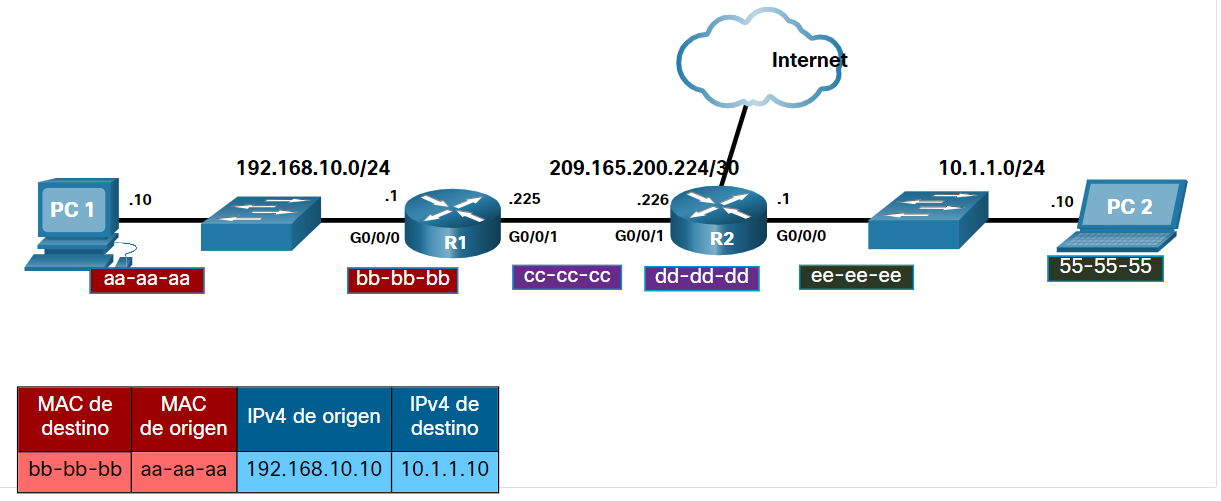 Internet
192.168.10.0/24
209.165.200.224/30
10.1.1.0/24
PC 1
.10
.1
.225
.226
.1
.10
PC 2
G0/0/0
R1
G0/0/1
G0/0/1
R2
G0/0/0
aa-aa-aa
bb-bb-bb
cc-cc-cc
dd-dd-dd
ee-ee-ee
55-55-55
MAC de
destino
MAC
de origen
IPv4 de origen
IPv4 de
destino
bb-bb-bb
aa-aa-aa
192.168.10.10
10.1.1.10